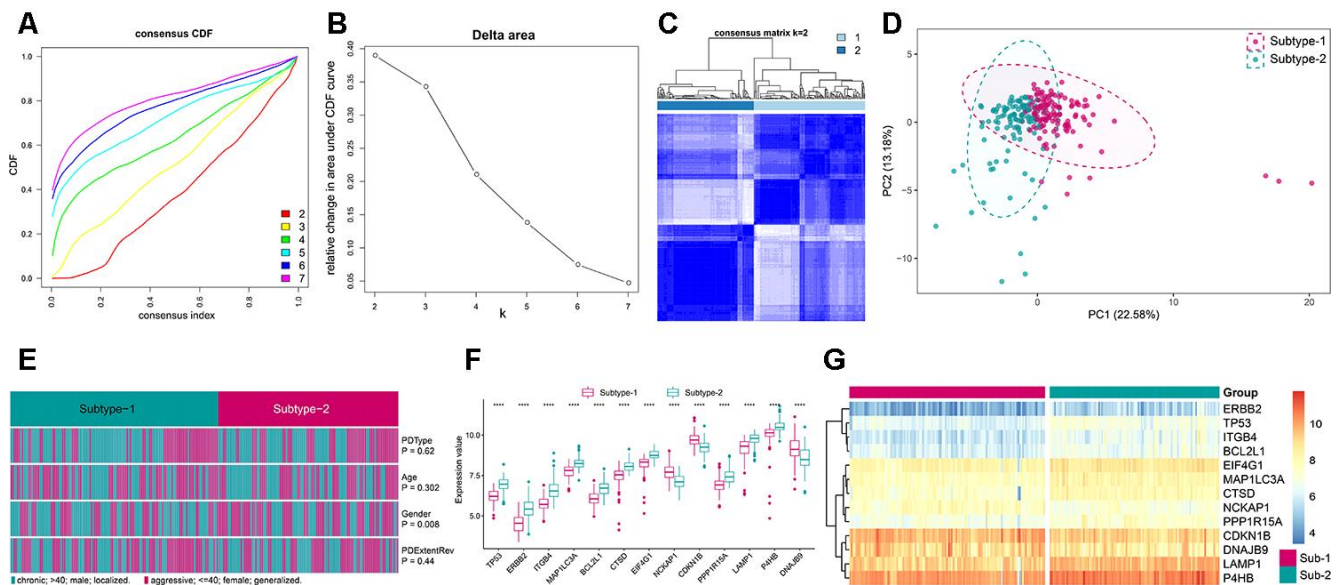 A
consensus CDF
CDF
1.0
0.8
0.6
0.4
0.2
0.0
0.0
0.2
0.4
0.6
0.8
1.0
consensus index
2
3
4
5
6
7
B
Delta area
relative change in area under CDF curve
0.40
0.35
0.30
0.25
0.20
0.15
0.10
0.05
2
3
4
5
6
7
k
C
consensus matrix k=2
1
2
D
Subtype-1
Subtype-2
PC2 (13.18%)
5
0
−5
−10
0
10
20
PC1 (22.58%)
E
Subtype−1
Subtype−2
PDType
P = 0.62
Age
P = 0.302
Gender
P = 0.008
PDExtentRev
P = 0.44
chronic; >40; male; localized.
aggressive; <=40; female; generalized.
F
Subtype-1
Subtype-2
**** **** **** **** **** **** **** **** **** **** **** **** ****
Expression value
10.0
7.5
5.0
TP53
ERBB2
ITGB4
MAP1LC3A
BCL2L1
CTSD
EIF4G1
NCKAP1
CDKN1B
PPP1R15A
LAMP1
P4HB
DNAJB9
G
Group
ERBB2
TP53
ITGB4
BCL2L1
EIF4G1
MAP1LC3A
CTSD
NCKAP1
PPP1R15A
CDKN1B
DNAJB9
LAMP1
P4HB
10
8
6
4
Sub-1
Sub-2